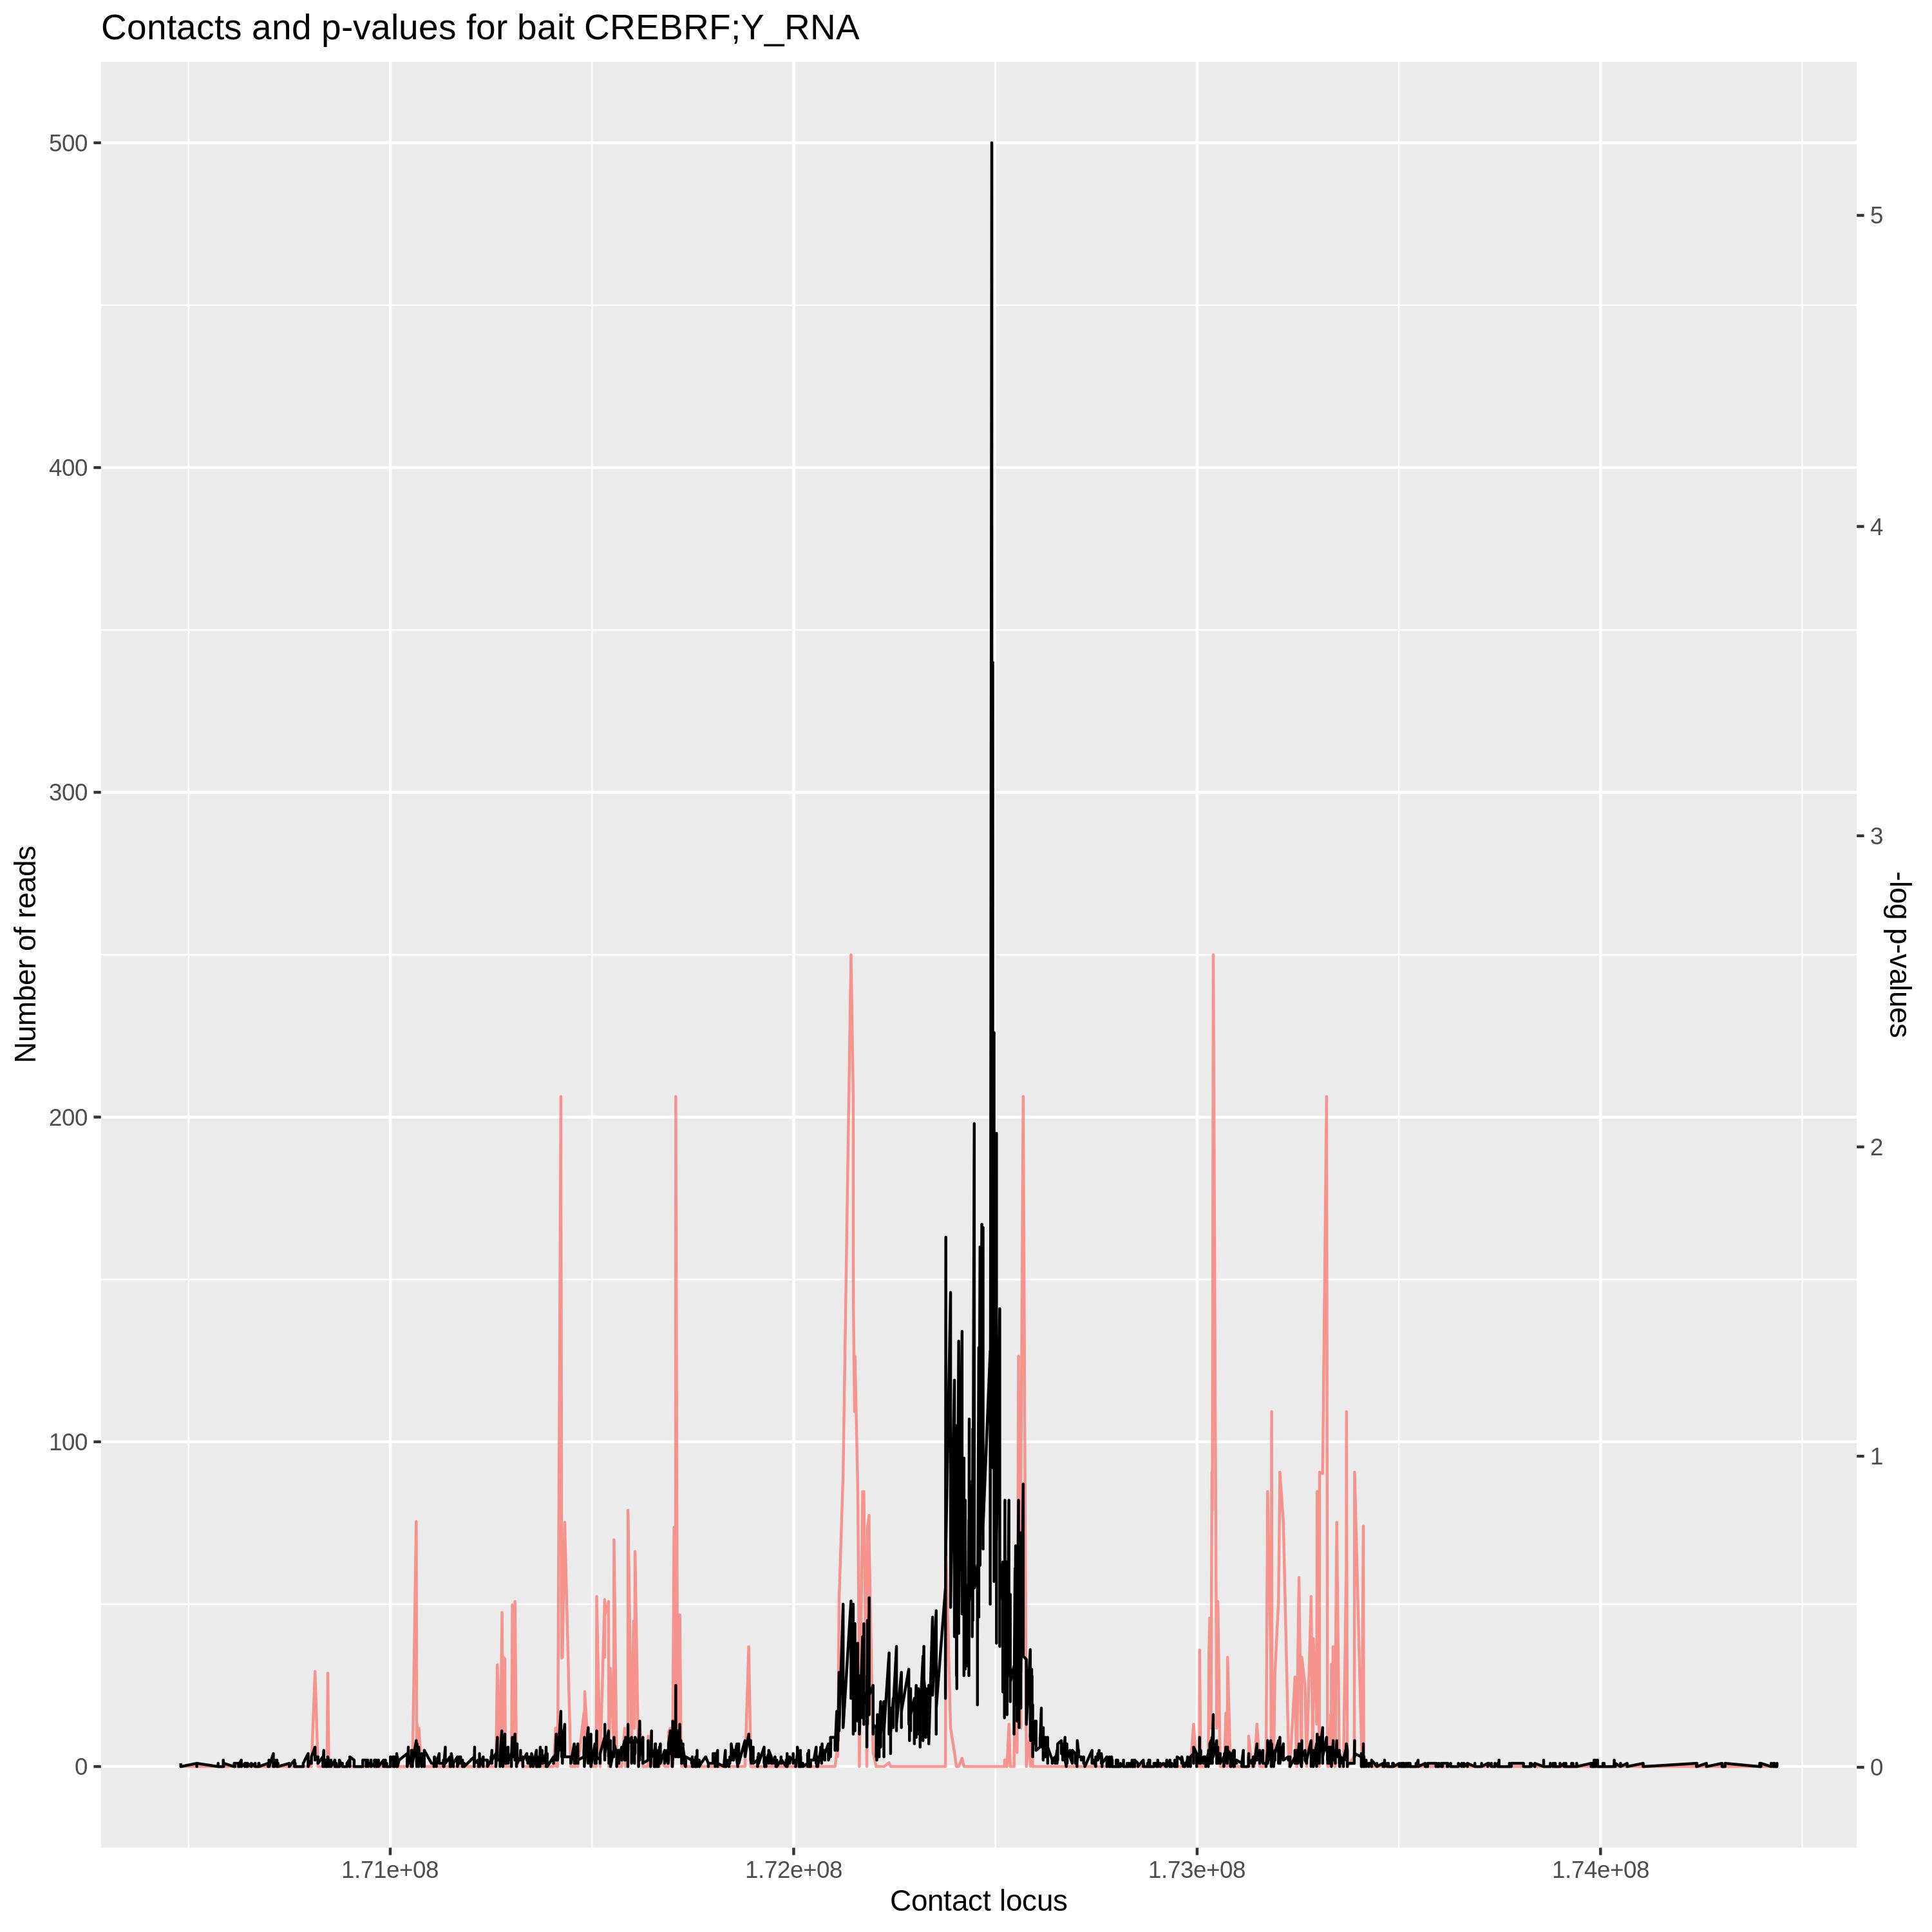 Contacts and p-values for bait CREBRF;Y_RNA
500
400
300
200
100
0
Number of reads
5
4
3
2
1
0
-log p-values
1.71e+08
1.72e+08
1.73e+08
1.74e+08
Contact locus